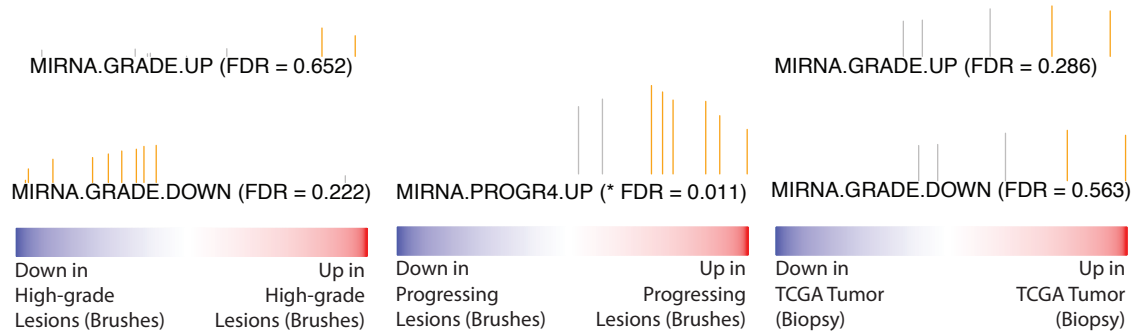 MIRNA.GRADE.UP (FDR = 0.652)
MIRNA.GRADE.DOWN (FDR = 0.222)
Down in
High-grade
Lesions (Brushes)
Up in
High-grade
Lesions (Brushes)
MIRNA.PROGR4.UP (* FDR = 0.011)
Down in
Progressing
Lesions (Brushes)
Up in
Progressing
Lesions (Brushes)
MIRNA.GRADE.UP (FDR = 0.286)
MIRNA.GRADE.DOWN (FDR = 0.563)
Down in
TCGA Tumor
(Biopsy)
Up in
TCGA Tumor
(Biopsy)